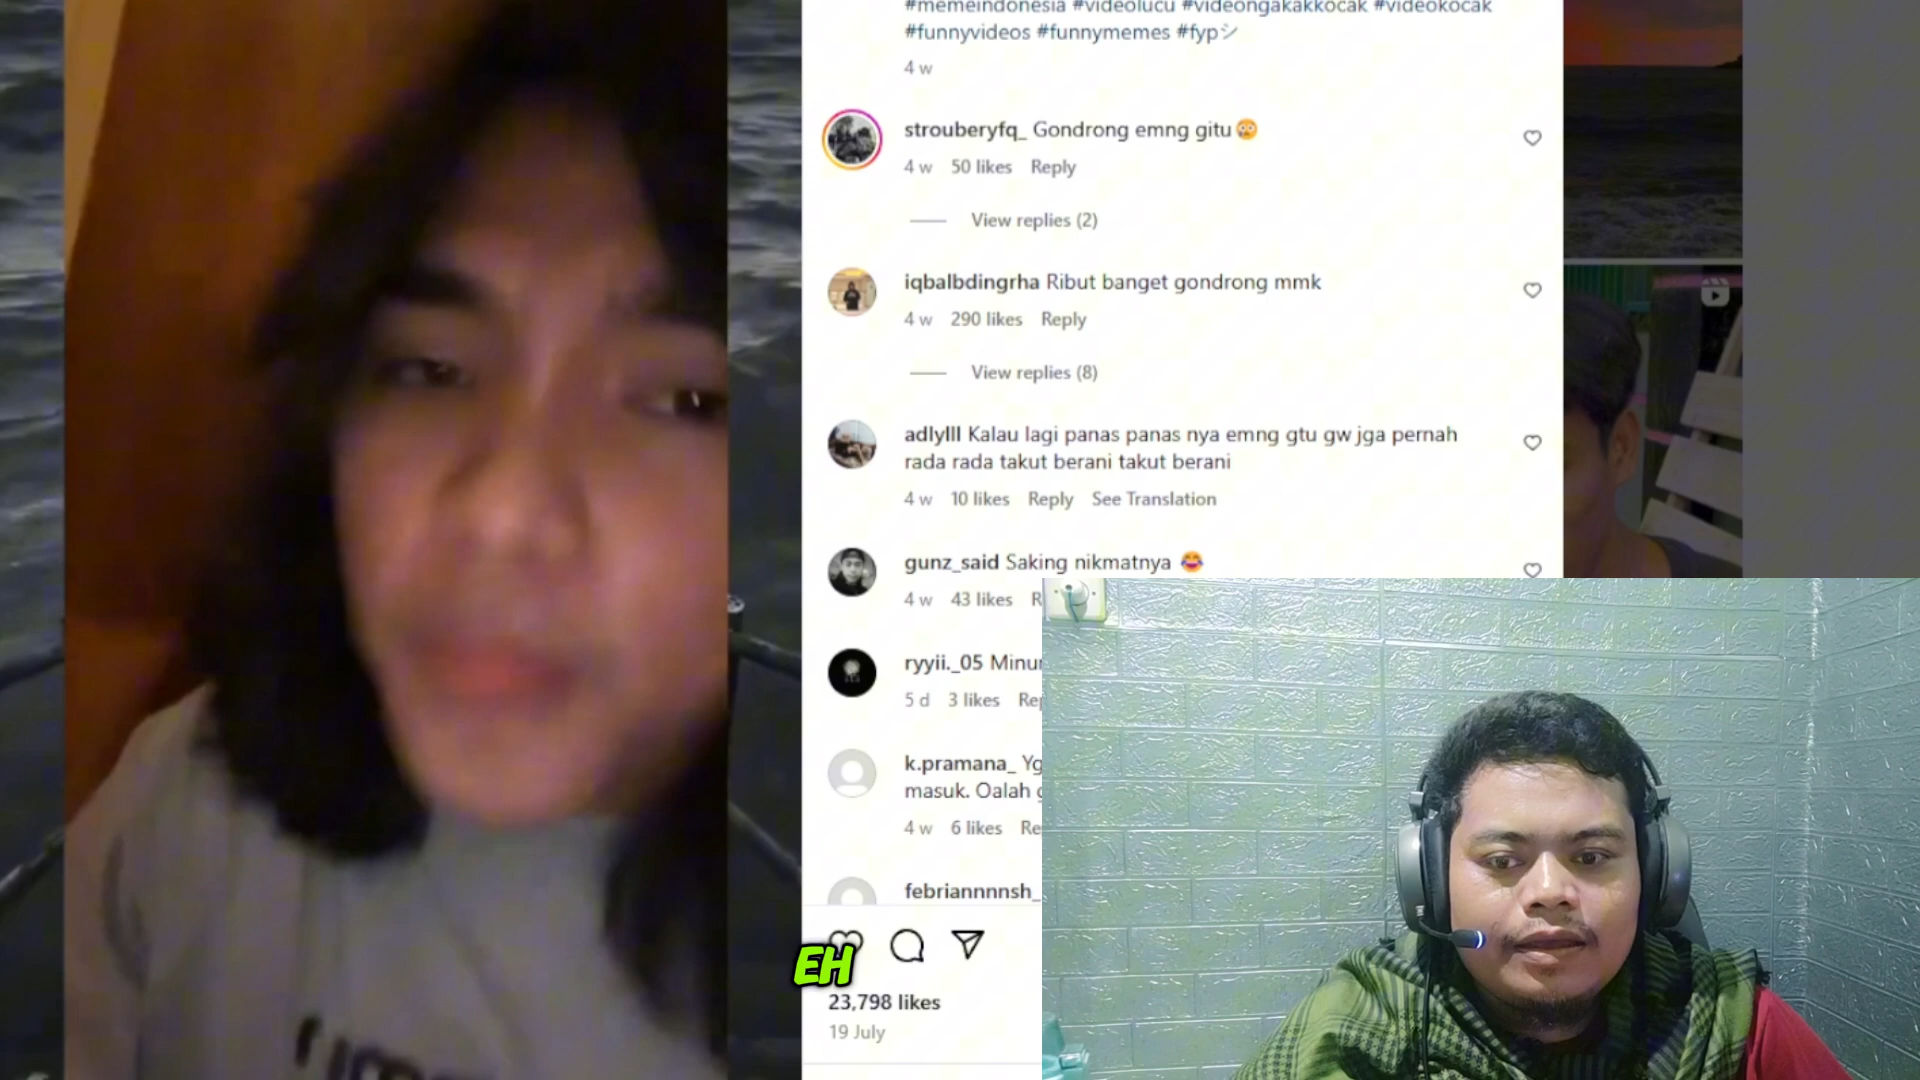 #memeindonesia #videolucu #videongakakkocak #videokocak
#funnyvideos #funnymemes #fypシ
4 w
strouberyfq_ Gondrong emng gitu😳
4 w 50 likes Reply
View replies (2)
iqbalbdingrha Ribut banget gondrong mmk
4 w 290 likes Reply
View replies (8)
adlylll Kalau lagi panas panas nya emng gtu gw jga pernah
rada rada takut berani takut berani
4 w 10 likes Reply See Translation
gunz_said Saking nikmatnya 😂
4 w 43 likes
ryyii._05
5 d 3 likes
k.pramana_
masuk. Oalah
4 w 6 likes
febriannnnsh_
EH
23,798 likes
19 July